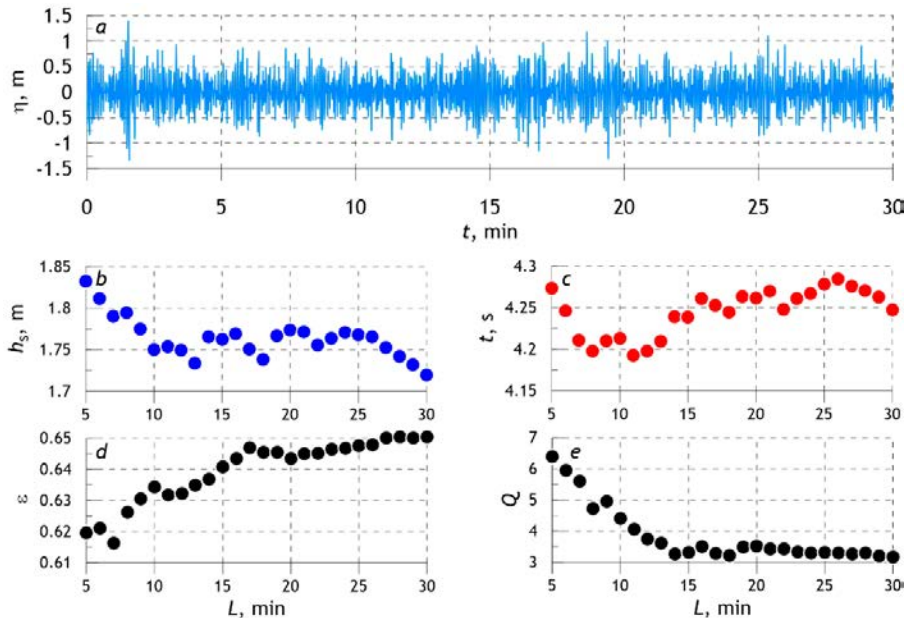 a
1.5
1
0.5
0
-0.5
-1
-1.5
η, m
0 5 10 15 20 25 30
t, min
b
1.85
1.8
1.75
1.7
hs, m
5 10 15 20 25 30
c
4.3
4.25
4.2
4.15
t, s
5 10 15 20 25 30
d
0.65
0.64
0.63
0.62
0.61
ε
5 10 15 20 25 30
L, min
e
7
6
5
4
3
Q
5 10 15 20 25 30
L, min